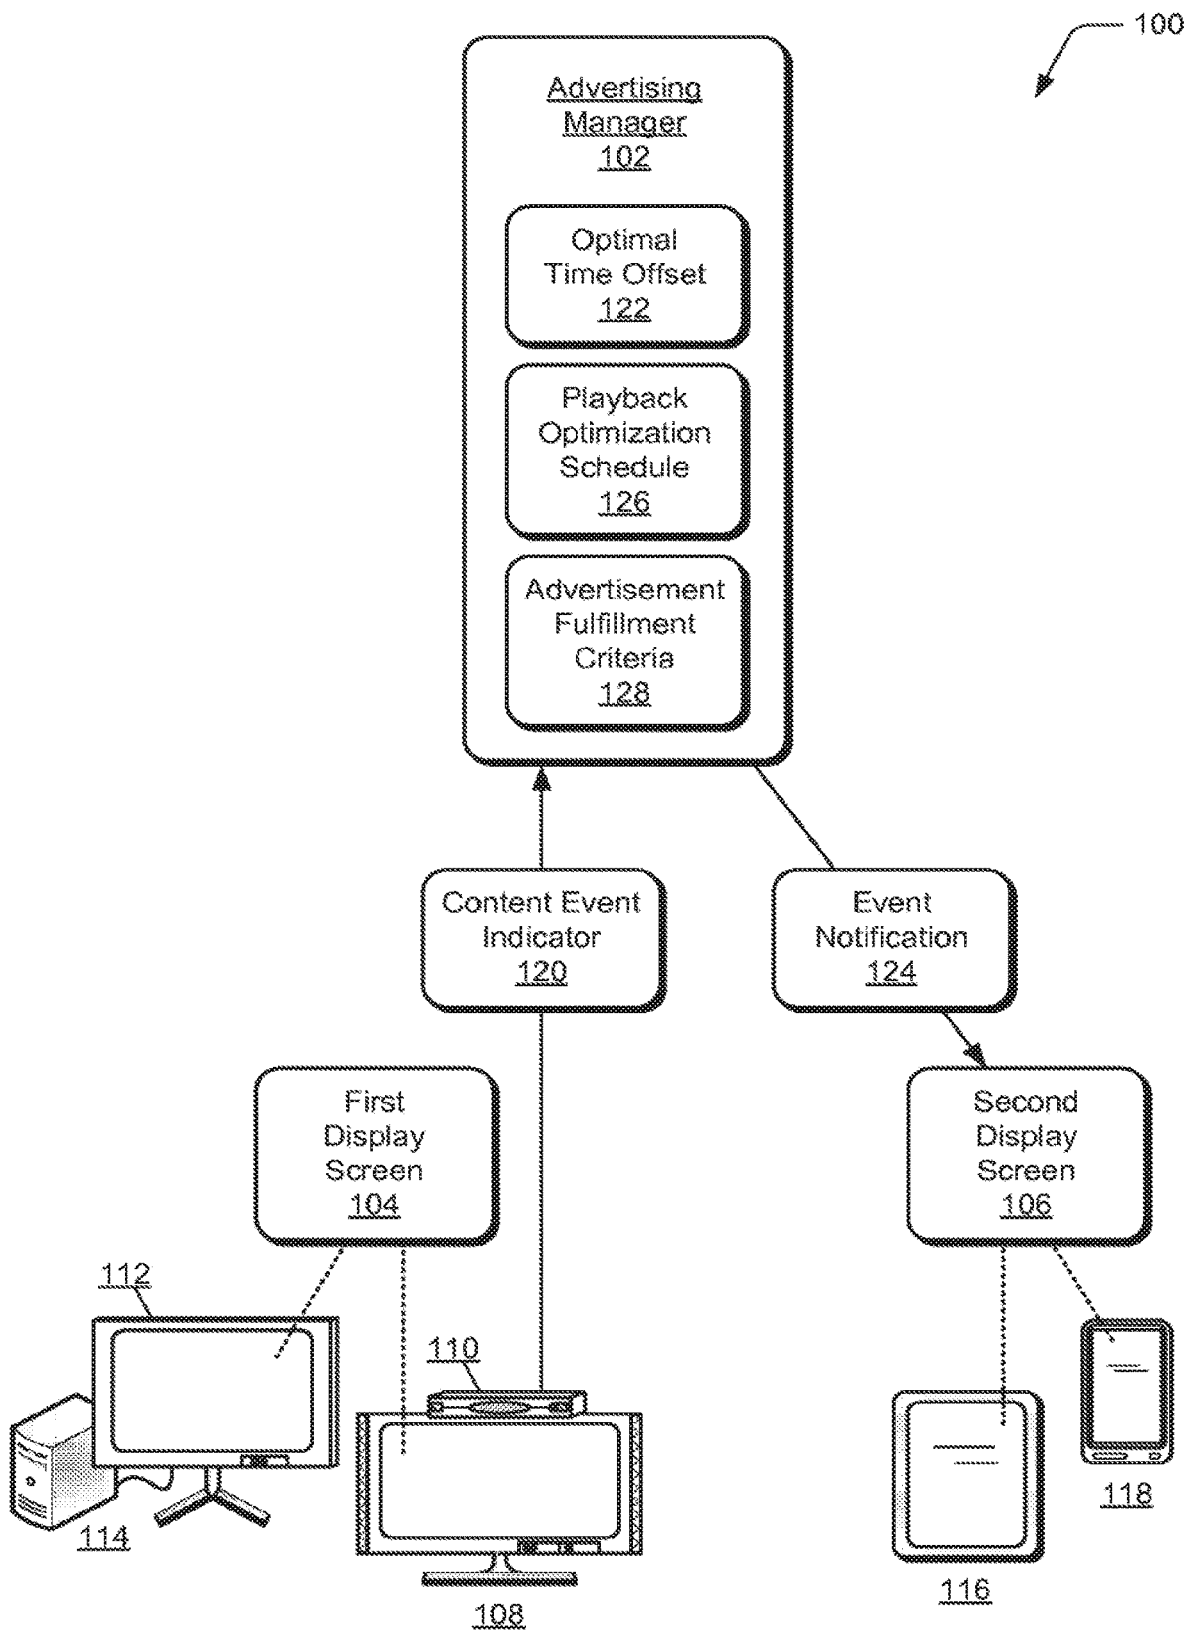 100
Advertising
Manager
102
Optimal
Time Offset
122
Playback
Optimization
Schedule
126
Advertisement
Fulfillment
Criteria
128
Content Event
Indicator
120
Event
Notification
124
First
Display
Screen
104
Second
Display
Screen
106
112
110
114
108
116
118